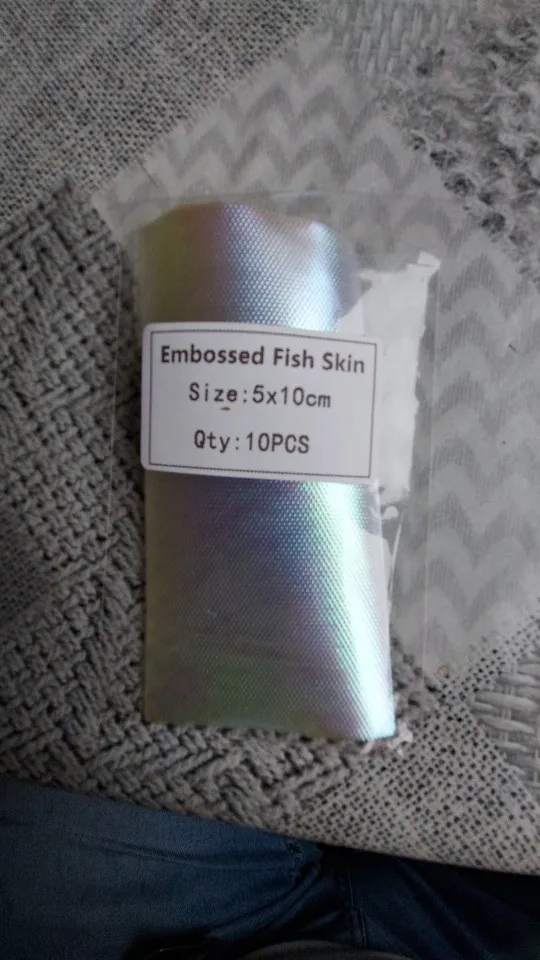 Embossed Fish Skin
Size:5x10cm
Qty:10PCS